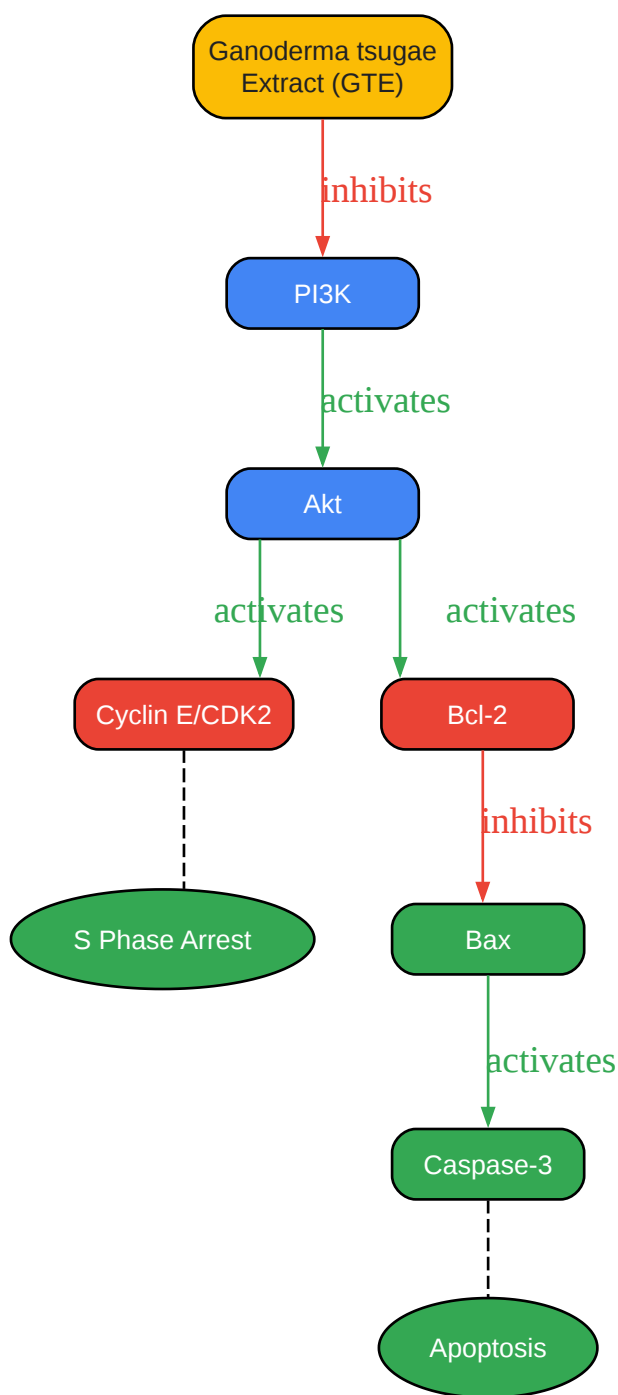 Ganoderma tsugae
Extract (GTE)
inhibits
PI3K
activates
Akt
activates
activates
Cyclin E/CDK2
Bcl-2
inhibits
S Phase Arrest
Bax
activates
Caspase-3
Apoptosis